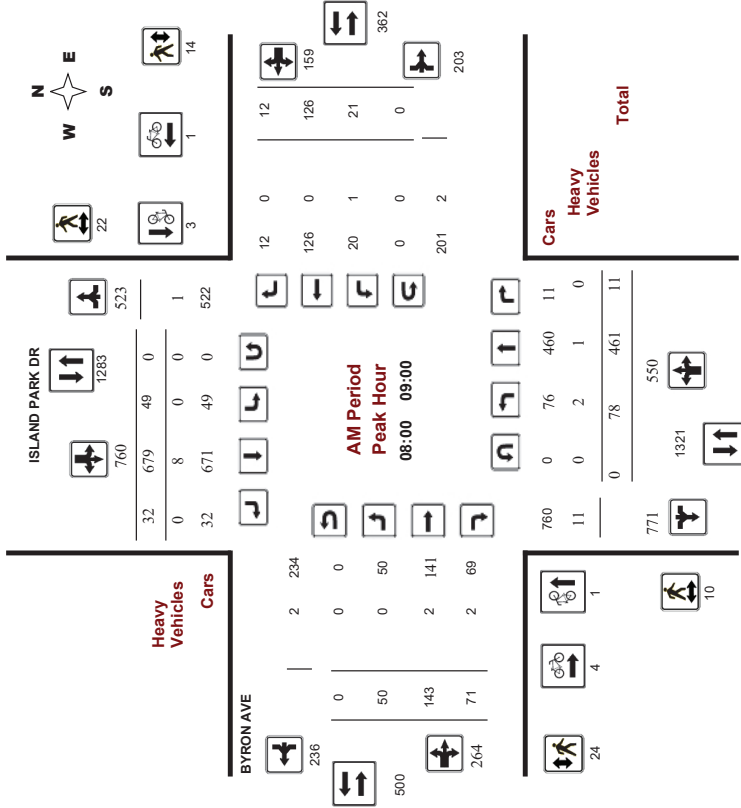 N
W E
S
22
14
3
1
ISLAND PARK DR
760
1283
523
32 679 49 0
0 8 0 0 1
32 671 49 0 522
Heavy
Vehicles
Cars
12 0 12
126 0 126
20 1 21
0 0 0
201 2
159
362
203
BYRON AVE
236
2 234
0 0 0
50 0 50
143 2 141
71 2 69
500
264
AM Period
Peak Hour
08:00 09:00
Cars
Heavy
Vehicles
Total
760 0 76 460 11
11 0 2 1 0
0 78 461 11
771
1321
550
24
4
1
10